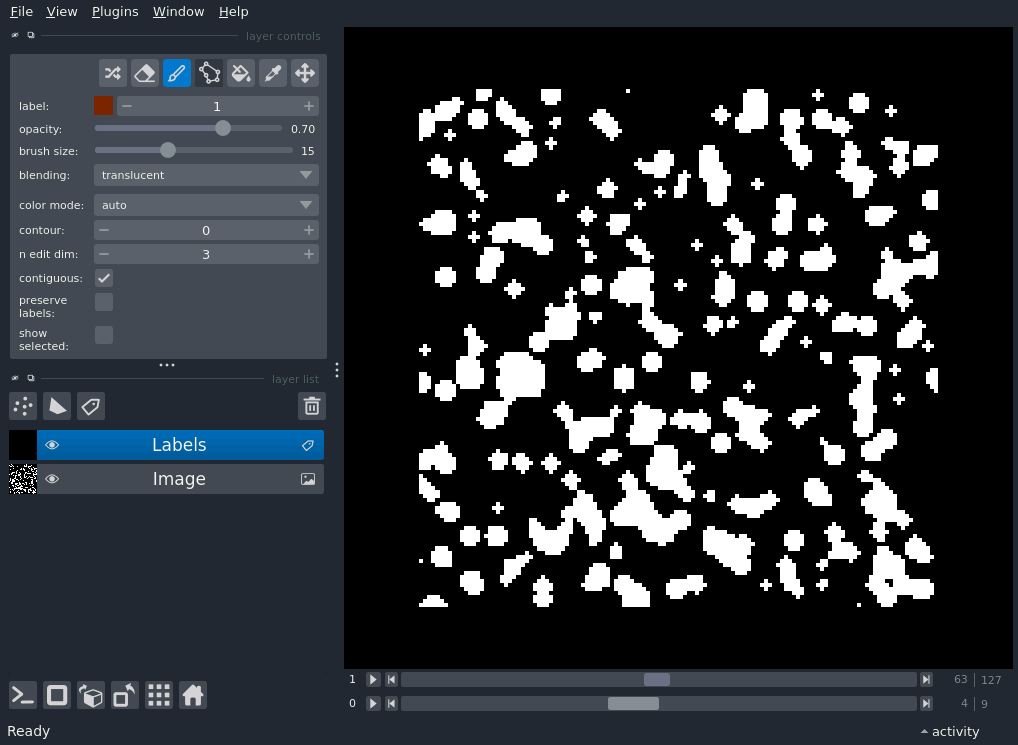 File View Plugins Window Help
layer controls
label: 1
opacity: 0.70
brush size: 15
blending: translucent
color mode: auto
contour: 0
n edit dim: 3
contiguous:
preserve
labels:
show
selected:
layer list
Labels
Image
1 63 127
0 4 9
Ready activity